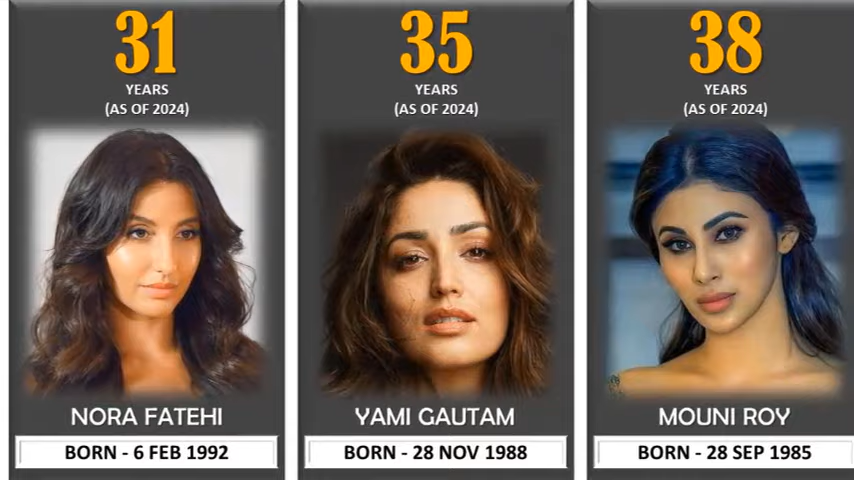 31
YEARS
(AS OF 2024)
NORA FATEHI
BORN - 6 FEB 1992
35
YEARS
(AS OF 2024)
YAMI GAUTAM
BORN - 28 NOV 1988
38
YEARS
(AS OF 2024)
MOUNI ROY
BORN - 28 SEP 1985